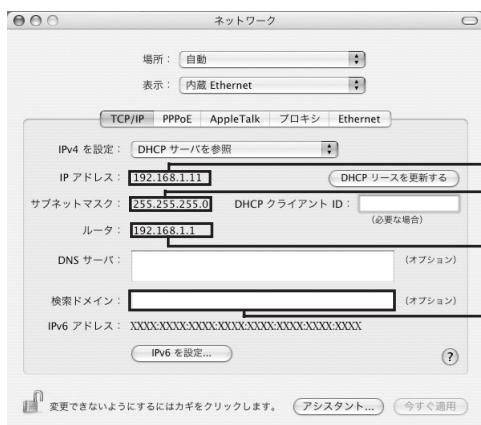 ネットワーク
場所： 自動
表示： 内蔵 Ethernet
TCP/IP PPPoE AppleTalk プロキシ Ethernet
IPv4 を設定： DHCP サーバを参照
IP アドレス： 192.168.1.11 DHCP リースを更新する
サブネットマスク： 255.255.255.0 DHCP クライアント ID：
(必要な場合)
ルータ： 192.168.1.1
DNS サーバ： (オプション)
検索ドメイン： (オプション)
IPv6 アドレス： XXXX:XXXX:XXXX:XXXX:XXXX:XXXX:XXXX:XXXX
IPv6 を設定... ?
変更できないようにするにはカギをクリックします。 アシスタント... 今すぐ適用